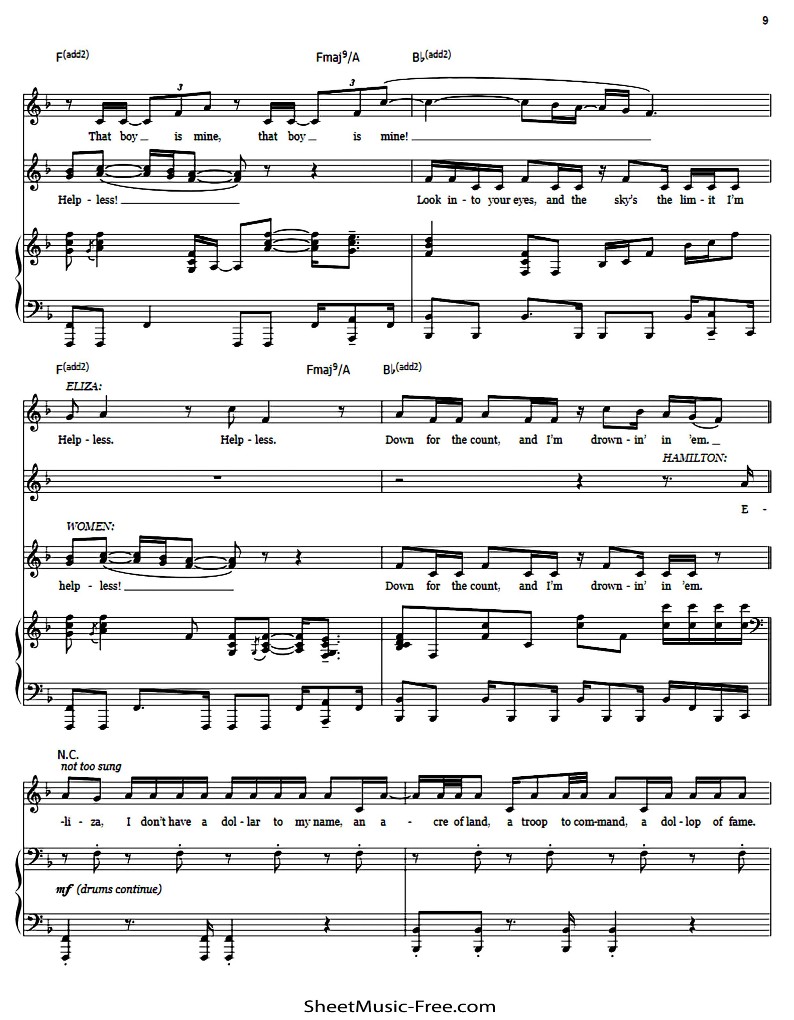 9
F(add2) Fmaj9/A B♭(add2)
3 3
That boy is mine, that boy is mine!
Help - less! Look in - to your eyes, and the sky's the lim - it I'm
F(add2) Fmaj9/A B♭(add2)
ELIZA:
Help - less. Help - less. Down for the count, and I'm drown - in' in 'em.
HAMILTON:
E -
WOMEN:
help - less! Down for the count, and I'm drown - in' in 'em.
N.C.
not too sung
-li - za, I don't have a dol - lar to my name, an a - cre of land, a troop to com-mand, a dol - lop of fame.
mf (drums continue)
SheetMusic-Free.com